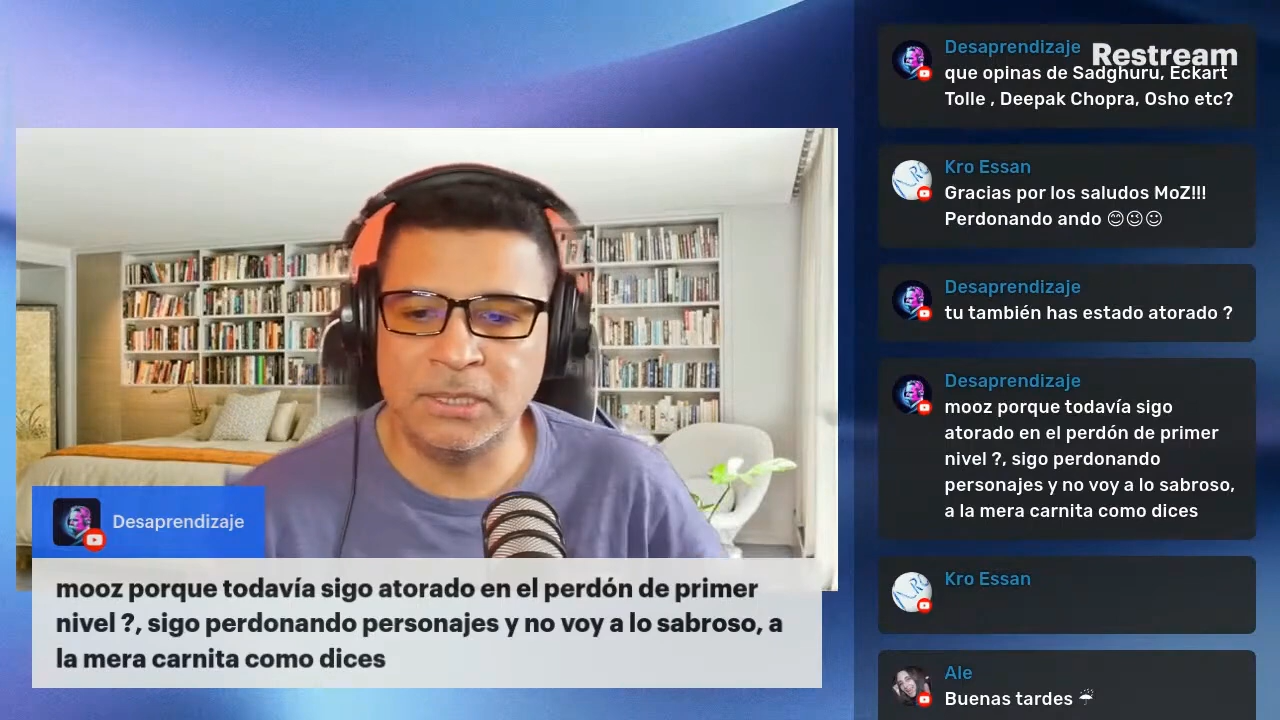 Desaprendizaje
mooz porque todavía sigo atorado en el perdón de primer
nivel ?, sigo perdonando personajes y no voy a lo sabroso, a
la mera carnita como dices
Restream
Desaprendizaje
que opinas de Sadghuru, Eckart
Tolle , Deepak Chopra, Osho etc?
Kro Essan
Gracias por los saludos MoZ!!!
Perdonando ando 😊😉☺
Desaprendizaje
tu también has estado atorado ?
Desaprendizaje
mooz porque todavía sigo
atorado en el perdón de primer
nivel ?, sigo perdonando
personajes y no voy a lo sabroso,
a la mera carnita como dices
Kro Essan
Ale
Buenas tardes ☔